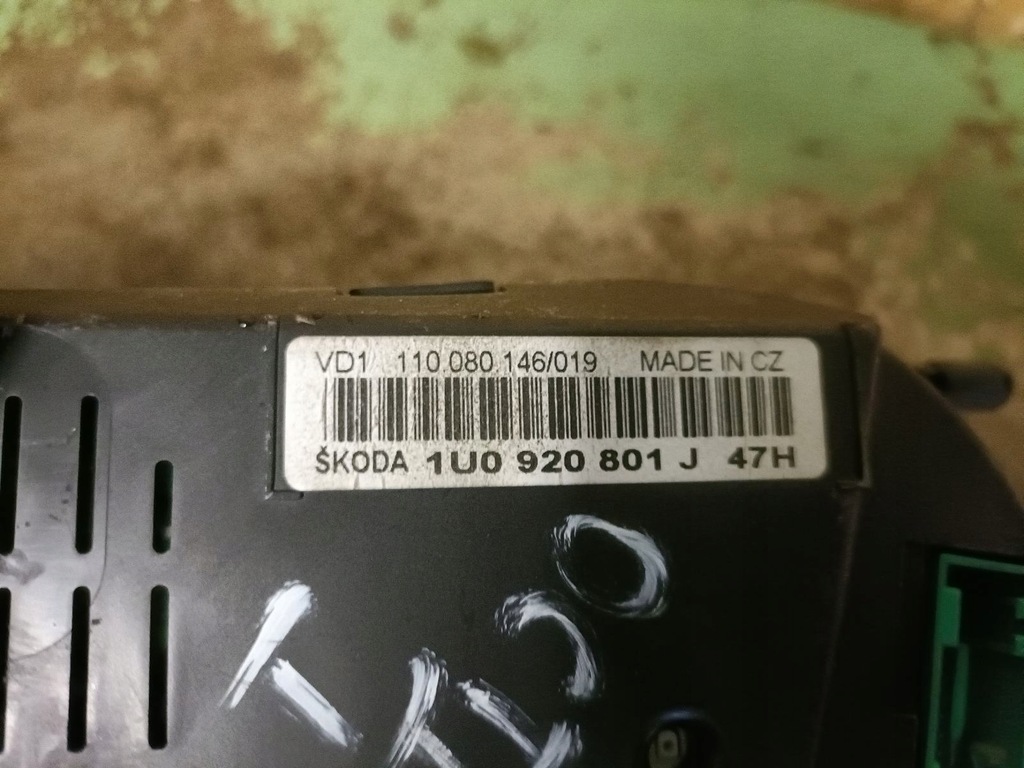 VD1 110.080.146/019 MADE IN CZ
ŠKODA 1U0 920 801 J 47H